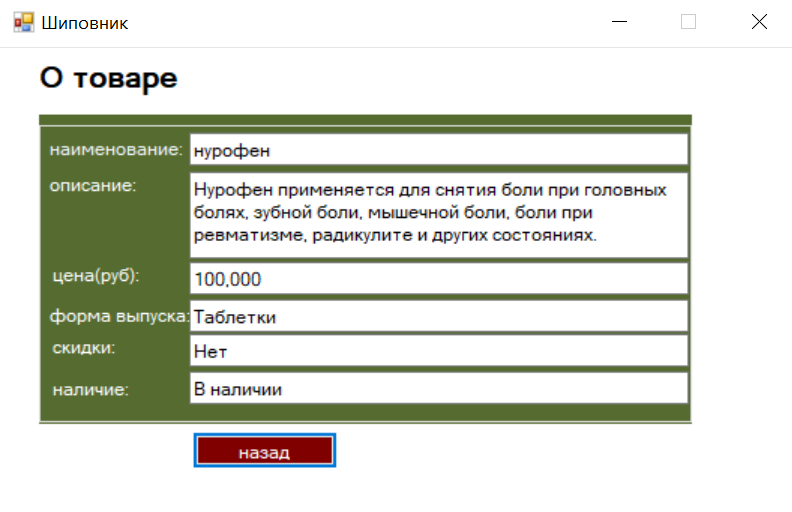 Шиповник
О товаре
наименование: нурофен
описание: Нурофен применяется для снятия боли при головных
болях, зубной боли, мышечной боли, боли при
ревматизме, радикулите и других состояниях.
цена(руб): 100,000
форма выпуска: Таблетки
скидки: Нет
наличие: В наличии
назад